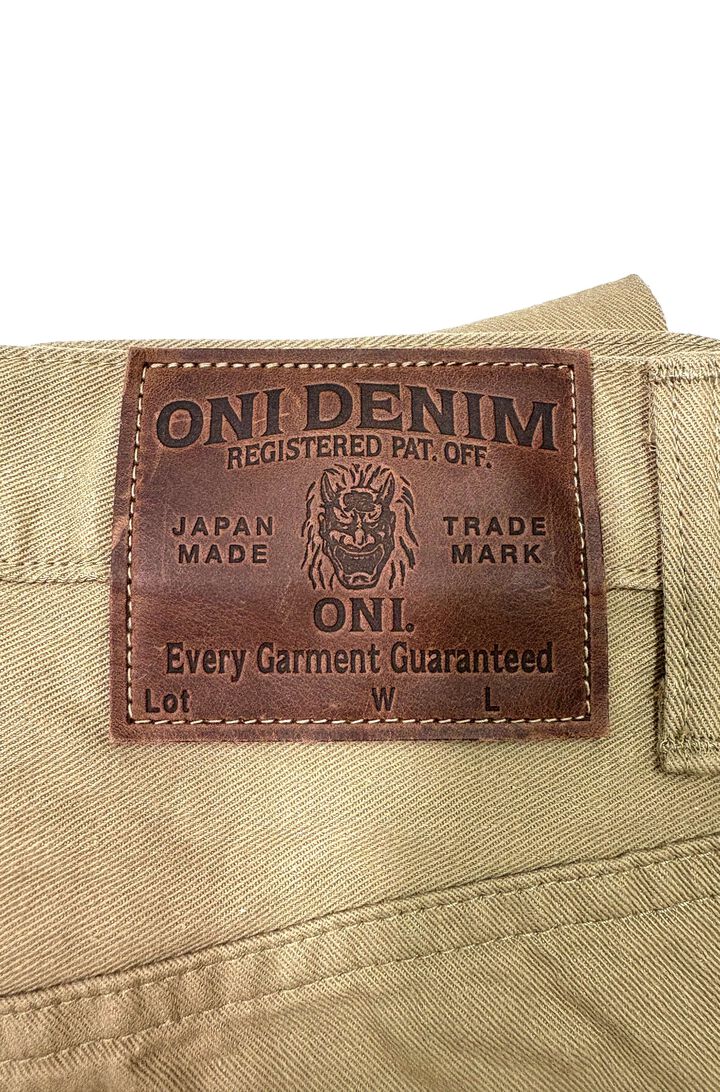 ONI DENIM
REGISTERED PAT. OFF.
JAPAN MADE
TRADE MARK
ONI.
Every Garment Guaranteed
Lot W L